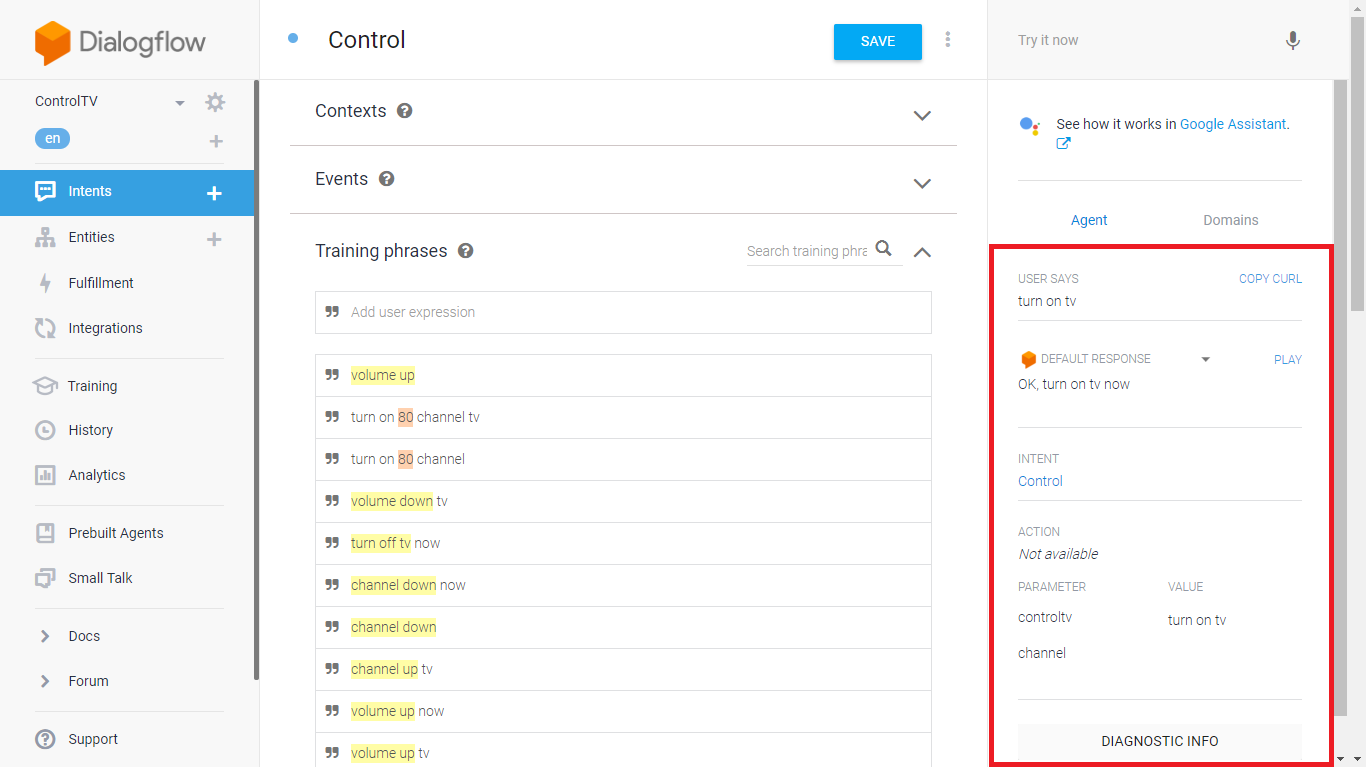 Dialogflow
ControlTV
en
Intents
Entities
Fulfillment
Integrations
Training
History
Analytics
Prebuilt Agents
Small Talk
Docs
Forum
Support
Control
SAVE
Contexts
Events
Training phrases
Search training phra
Add user expression
volume up
turn on 80 channel tv
turn on 80 channel
volume down tv
turn off tv now
channel down now
channel down
channel up tv
volume up now
volume up tv
Try it now
See how it works in Google Assistant.
Agent Domains
USER SAYS COPY CURL
turn on tv
DEFAULT RESPONSE PLAY
OK, turn on tv now
INTENT
Control
ACTION
Not available
PARAMETER VALUE
controltv turn on tv
channel
DIAGNOSTIC INFO